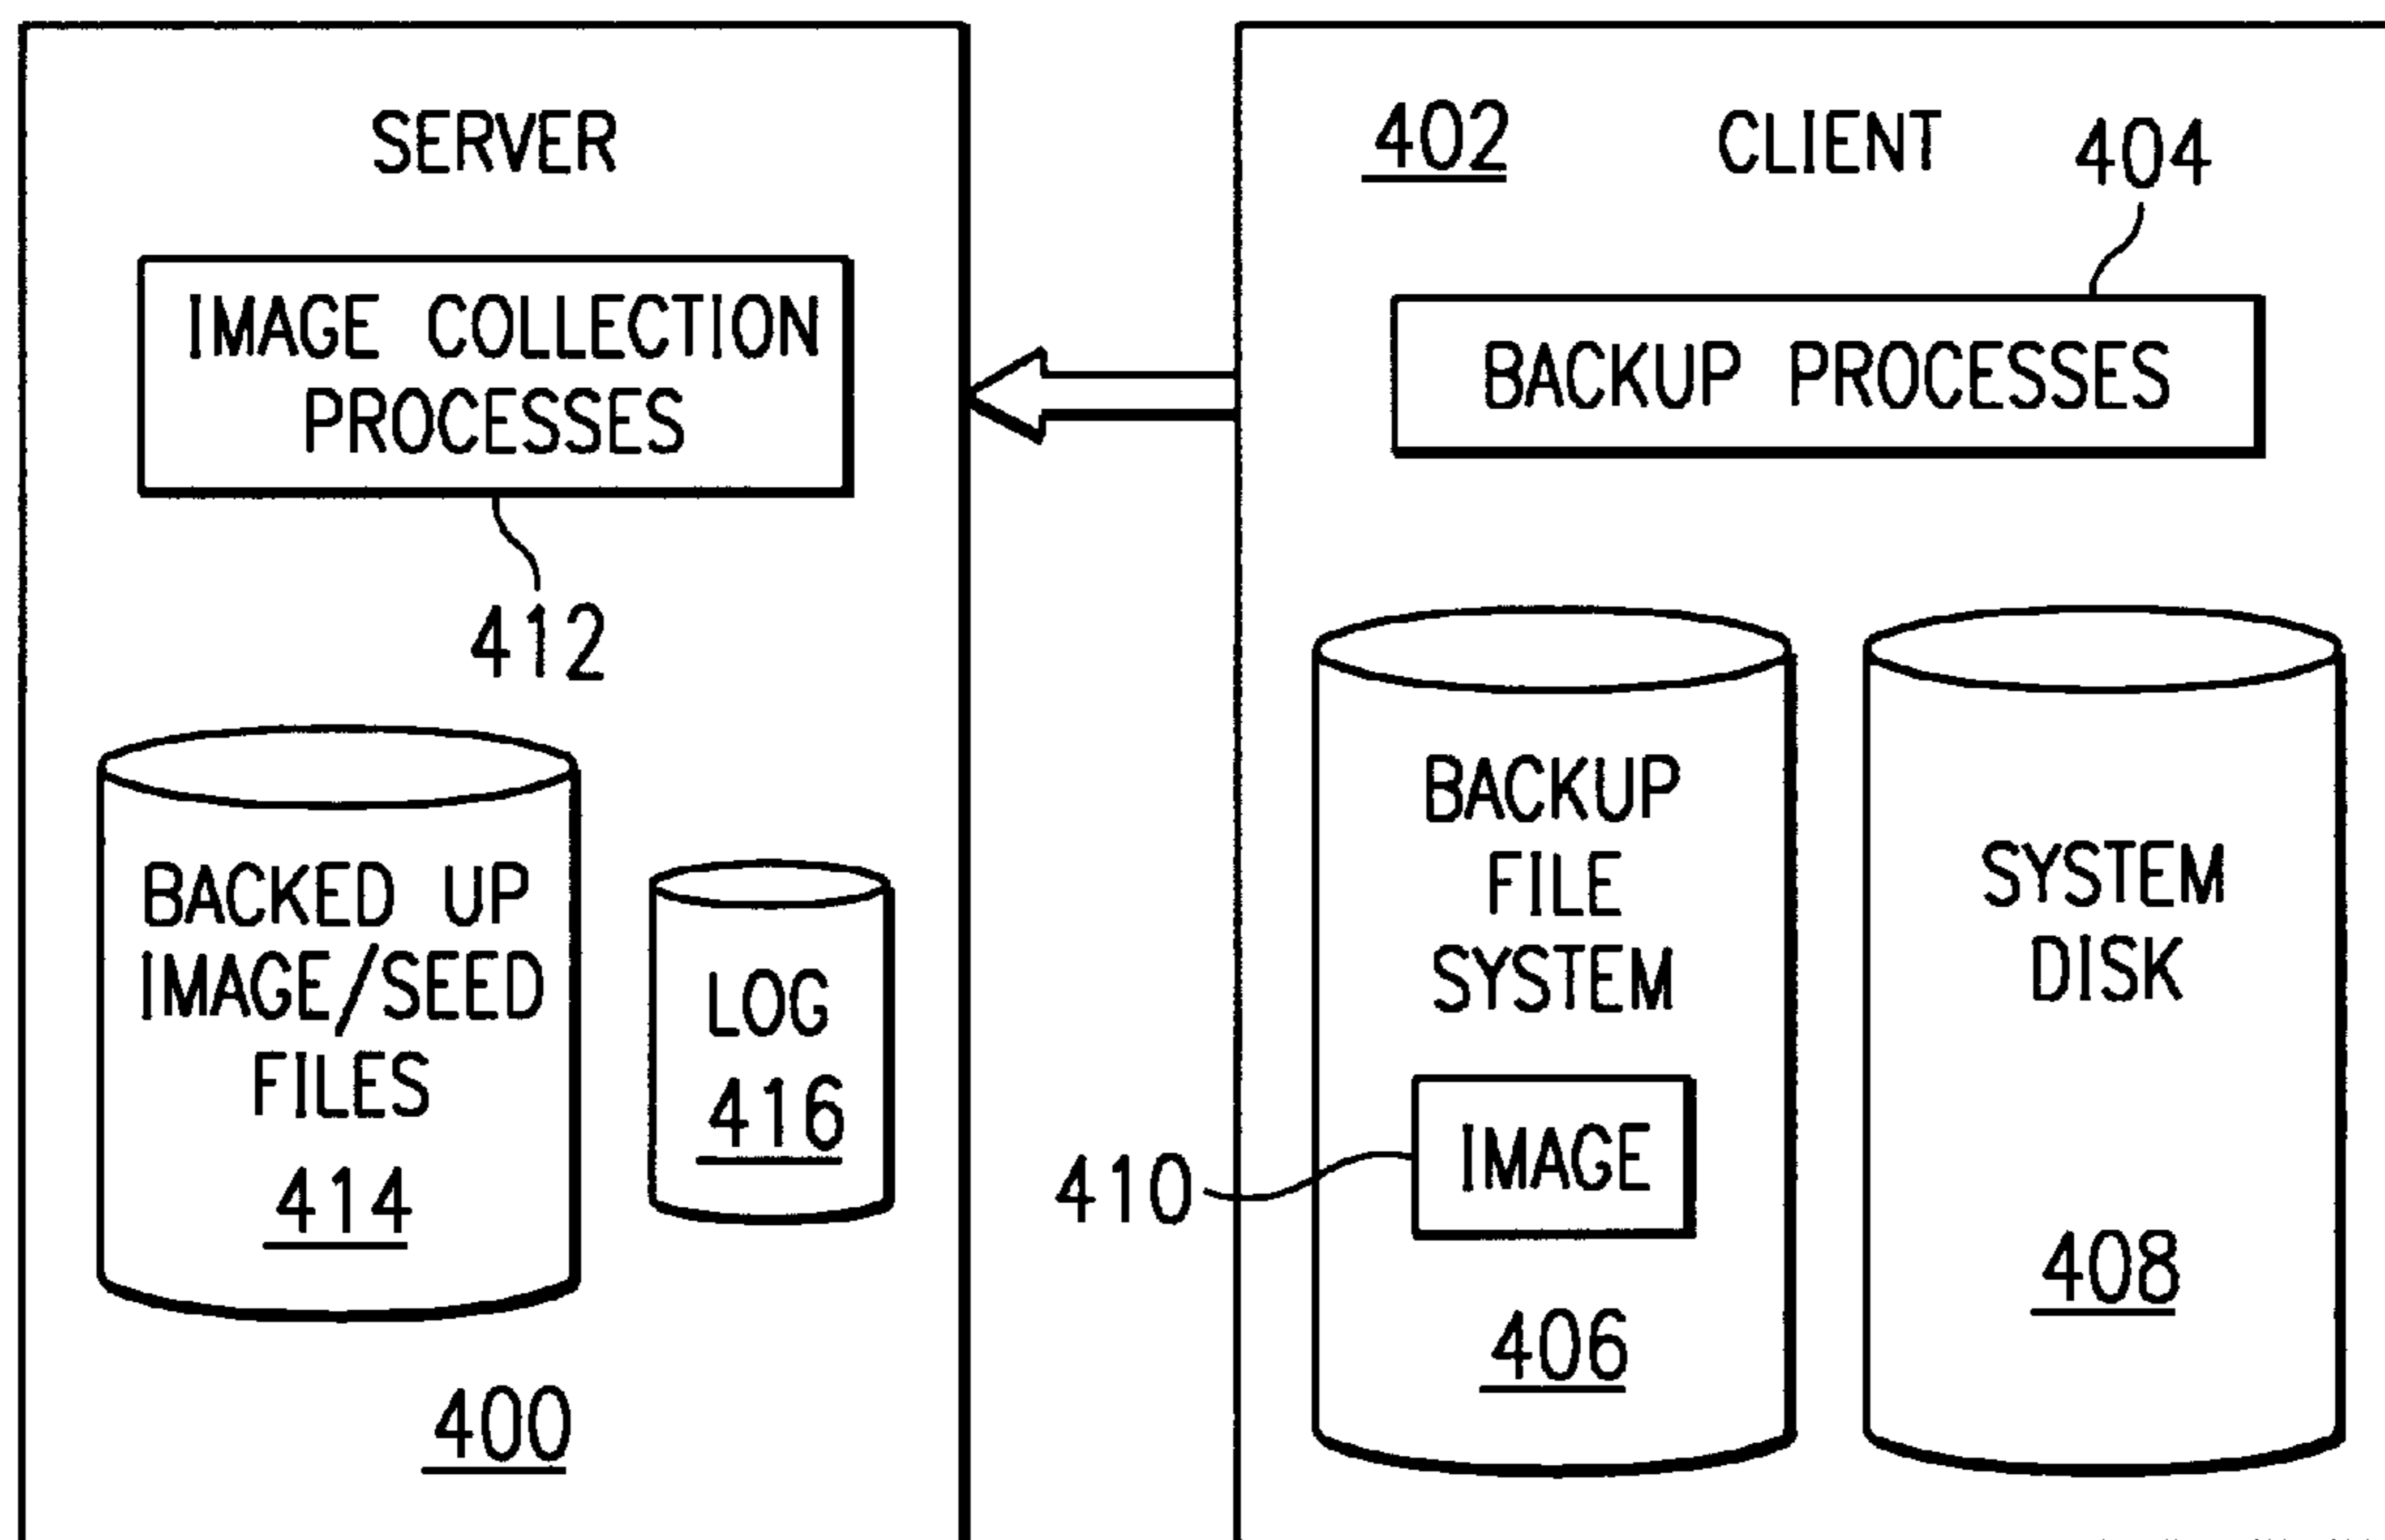 SERVER
IMAGE COLLECTION
PROCESSES
412
BACKED UP
IMAGE/SEED
FILES
414
LOG
416
400
402
CLIENT
404
BACKUP PROCESSES
BACKUP
FILE
SYSTEM
IMAGE
410
406
SYSTEM
DISK
408